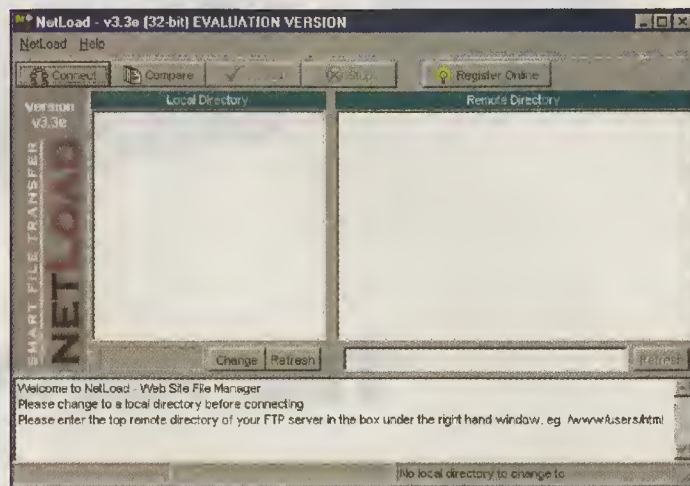 NetLoad - v3.3e (32-bit) EVALUATION VERSION
NetLoad Help
Connect Compare Stop Register Online
Version
v3.3e
Local Directory Remote Directory
SMART FILE TRANSFER
NETLOAD
Change Refresh Refresh
Welcome to NetLoad - Web Site File Manager
Please change to a local directory before connecting
Please enter the top remote directory of your FTP server in the box under the right hand window, eg. /www/users/html
No local directory to change to